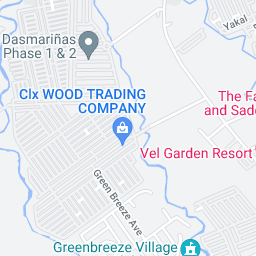 Yakal
Dasmariñas
Phase 1 & 2
Clx WOOD TRADING
COMPANY
The Fa
and Sad
Vel Garden Resort
Green Breeze Ave
Greenbreeze Village